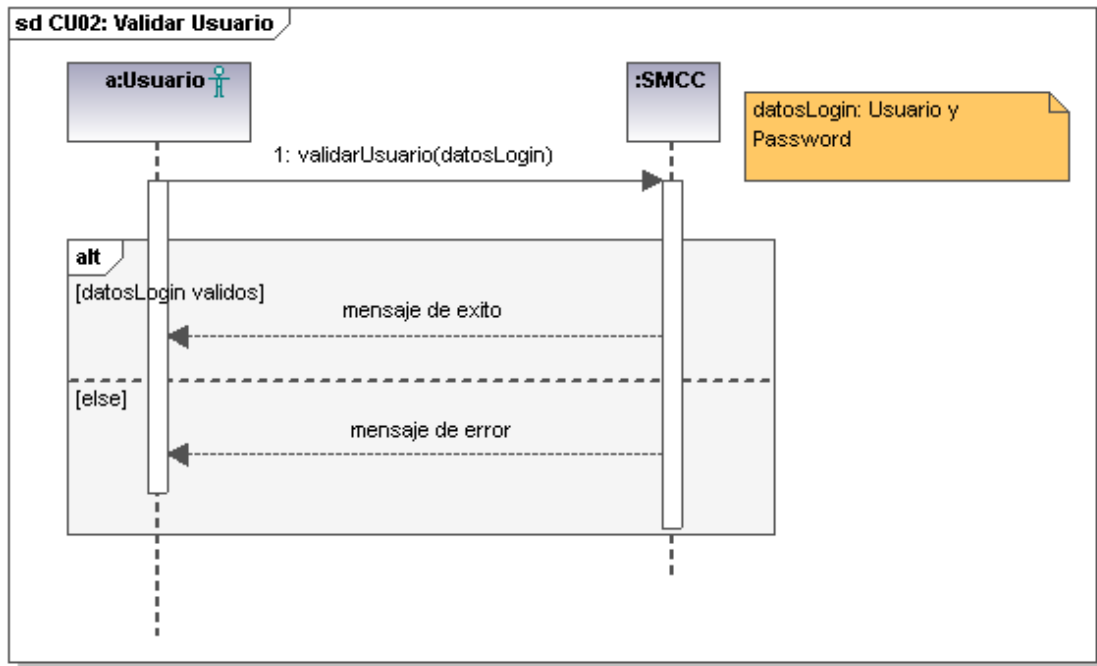 sd CU02: Validar Usuario
a:Usuario
:SMCC
datosLogin: Usuario y
Password
1: validarUsuario(datosLogin)
alt
[datosLogin validos]
mensaje de exito
[else]
mensaje de error